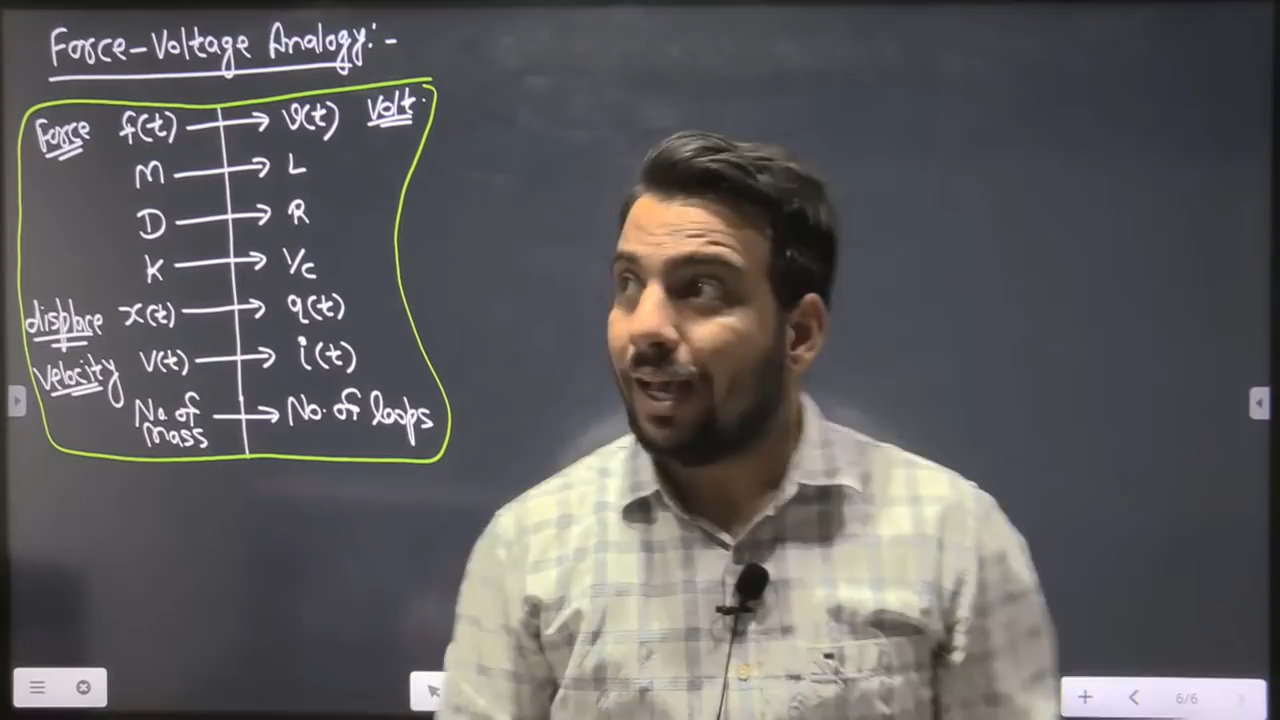 Force-Voltage Analogy:-
Force f(t) → v(t) Volt.
M → L
D → R
K → 1/c
displace x(t) → q(t)
velocity v(t) → i(t)
No. of mass → No. of loops
6/6